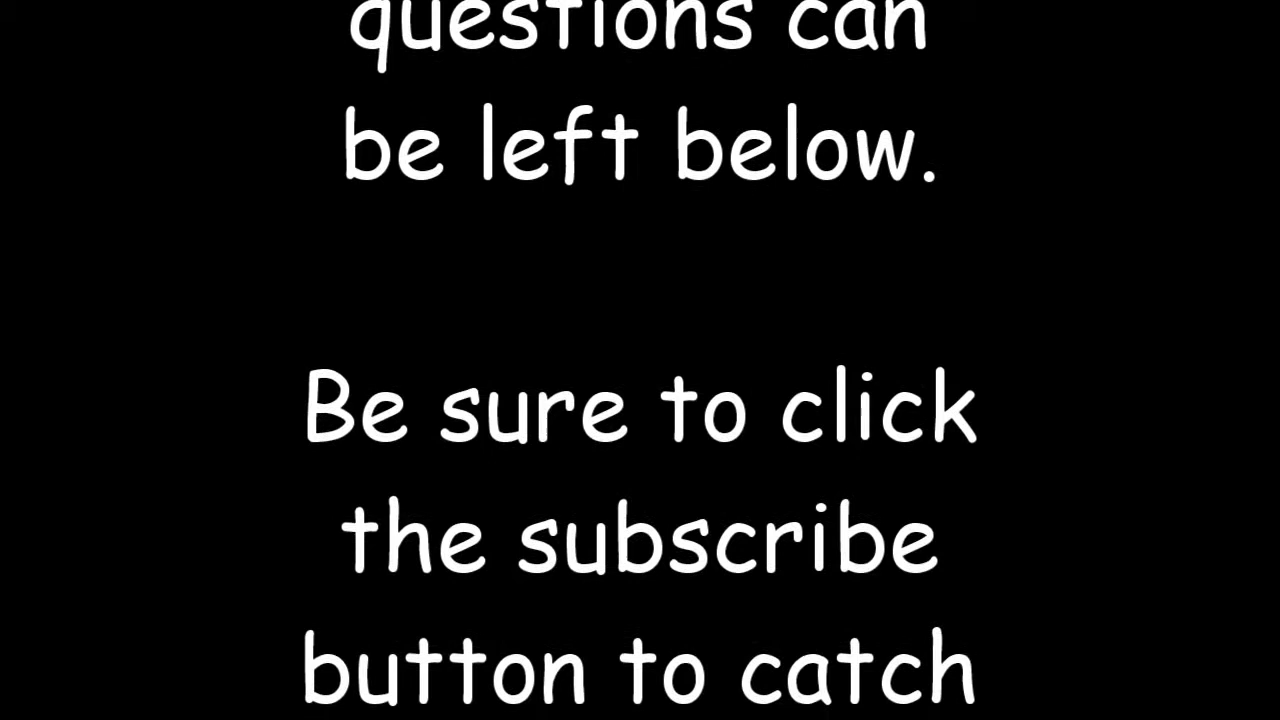 questions can
be left below.
Be sure to click
the subscribe
button to catch